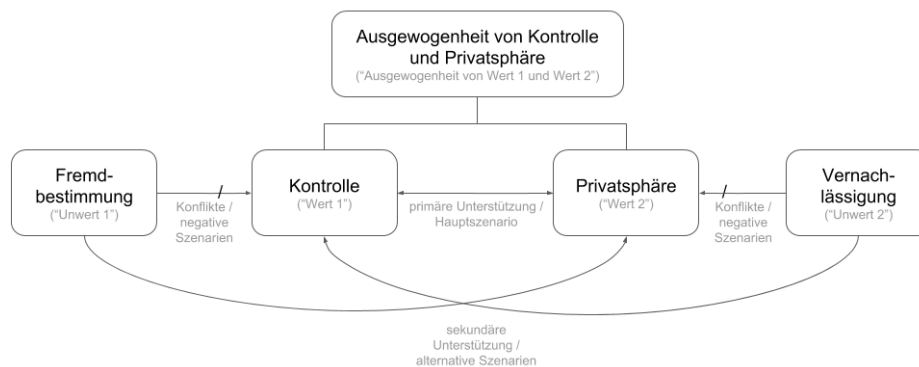 Ausgewogenheit von Kontrolle
und Privatsphäre
("Ausgewogenheit von Wert 1 und Wert 2")
Fremd-
bestimmung
("Unwert 1")
Konflikte /
negative
Szenarien
Kontrolle
("Wert 1")
primäre Unterstützung /
Hauptszenario
Privatsphäre
("Wert 2")
Konflikte /
negative
Szenarien
Vernach-
lässigung
("Unwert 2")
sekundäre
Unterstützung /
alternative Szenarien